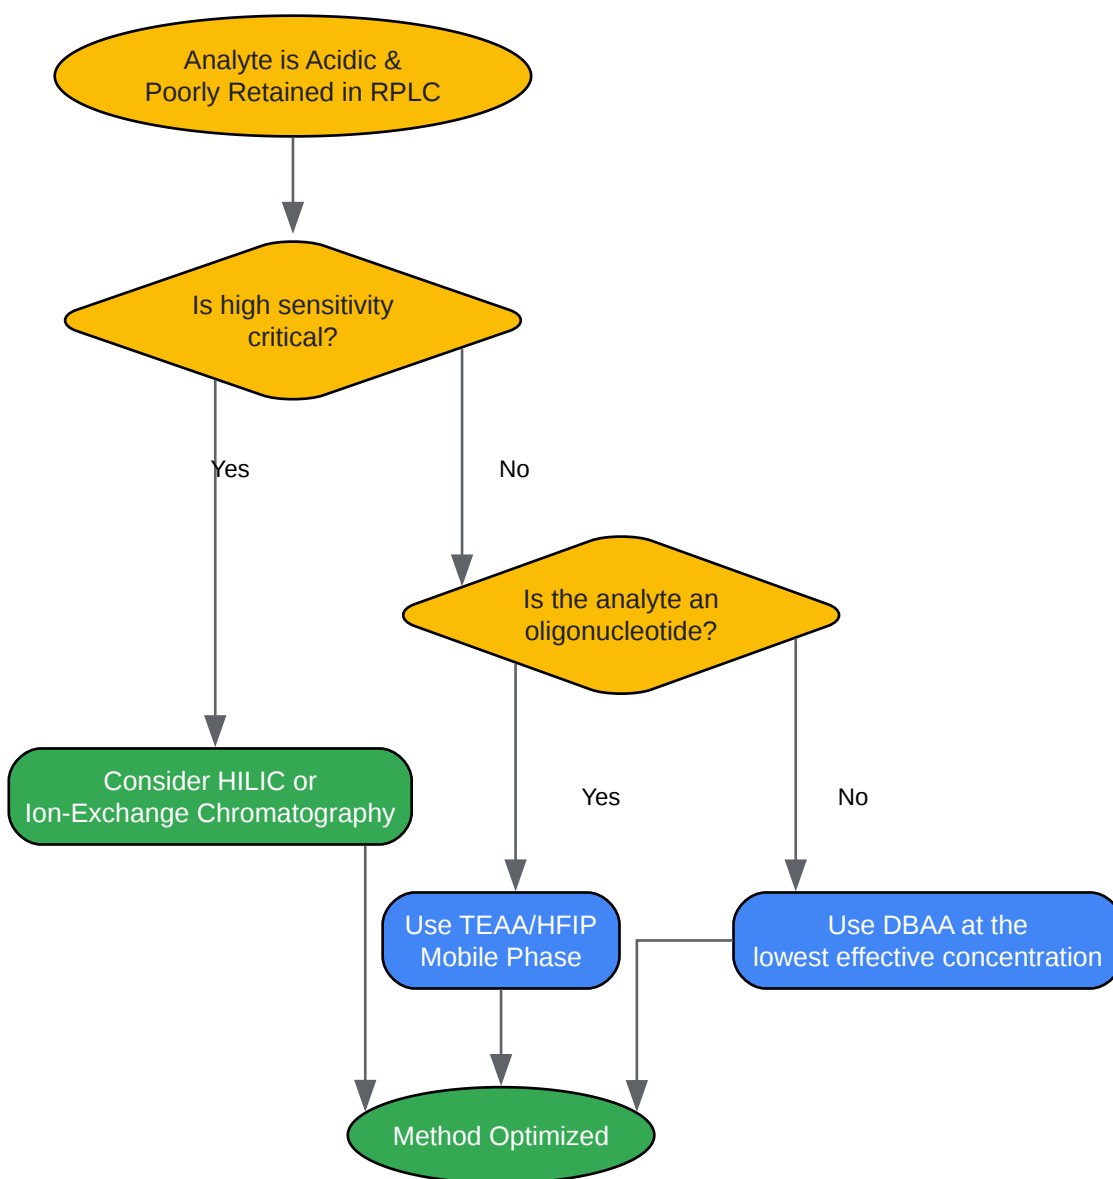 Analyte is Acidic &
Poorly Retained in RPLC
Is high sensitivity
critical?
Yes
No
Is the analyte an
oligonucleotide?
Consider HILIC or
Ion-Exchange Chromatography
Yes
No
Use TEAA/HFIP
Mobile Phase
Use DBAA at the
lowest effective concentration
Method Optimized